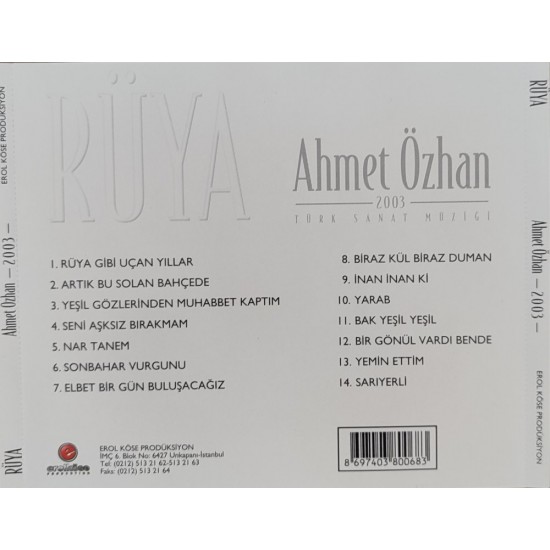 RÜYA
Ahmet Özhan
2003
TÜRK SANAT MÜZİĞİ
1. RÜYA GİBİ UÇAN YILLAR
2. ARTIK BU SOLAN BAHÇEDE
3. YEŞİL GÖZLERİNDEN MUHABBET KAPTIM
4. SENİ AŞKSIZ BIRAKMAM
5. NAR TANEM
6. SONBAHAR VURGUNU
7. ELBET BİR GÜN BULUŞACAĞIZ
8. BİRAZ KÜL BİRAZ DUMAN
9. İNAN İNAN Kİ
10. YARAB
11. BAK YEŞİL YEŞİL
12. BİR GÖNÜL VARDI BENDE
13. YEMİN ETTİM
14. SARIYERLİ
erolköse
PRODUCTION
EROL KÖSE PRODÜKSİYON
İMÇ 6. Blok No: 6427 Unkapanı-İstanbul
Tel: (0212) 513 21 62-513 21 63
Faks: (0212) 513 21 64
8 697403 800683
EROL KÖSE PRODÜKSİYON
Ahmet Özhan – 2003 –
RÜYA
RÜYA
Ahmet Özhan – 2003 –
EROL KÖSE PRODÜKSİYON